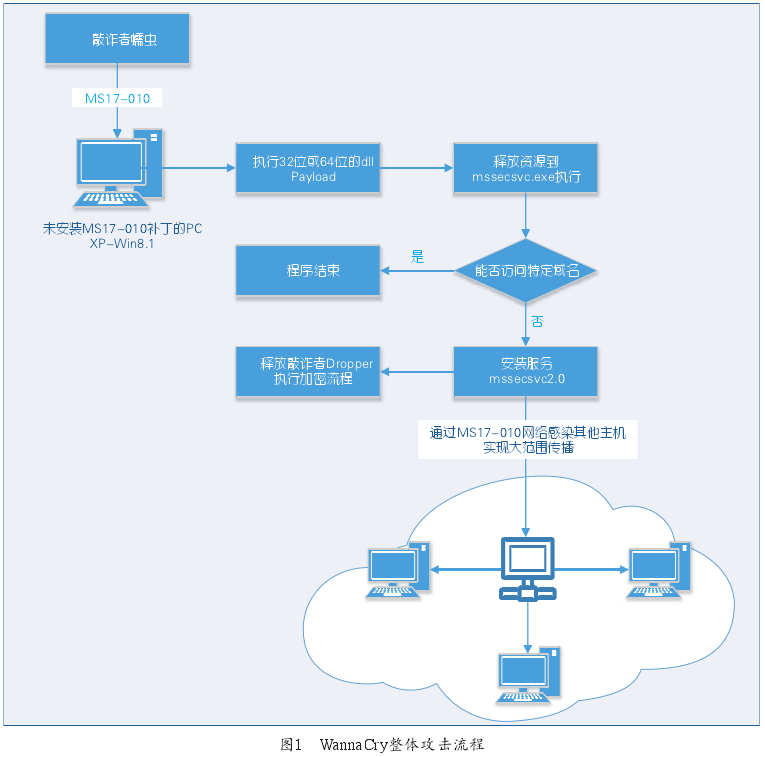 敲诈者蠕虫
MS17-010
未安装MS17-010补丁的PC
XP-Win8.1
执行32位或64位的dll
Payload
释放资源到
mssecsvc.exe执行
能否访问特定域名
是
程序结束
否
安装服务
mssecsvc2.0
释放敲诈者Dropper
执行加密流程
通过MS17-010网络感染其他主机
实现大范围传播
图1 WannaCry整体攻击流程